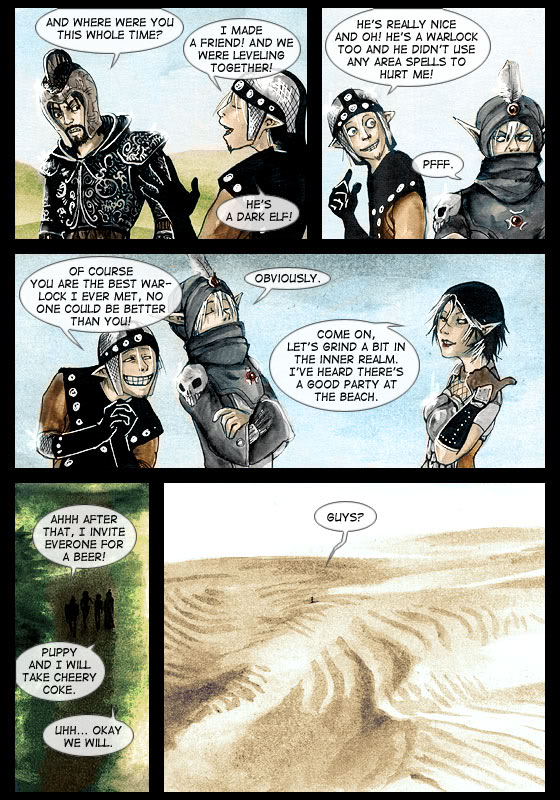 AND WHERE WERE YOU
THIS WHOLE TIME?
I MADE
A FRIEND! AND WE
WERE LEVELING
TOGETHER!
HE'S
A DARK ELF!
HE'S REALLY NICE
AND OH! HE'S A WARLOCK
TOO AND HE DIDN'T USE
ANY AREA SPELLS TO
HURT ME!
PFFF.
OF COURSE
YOU ARE THE BEST WAR-
LOCK I EVER MET, NO
ONE COULD BE BETTER
THAN YOU!
OBVIOUSLY.
COME ON,
LET'S GRIND A BIT IN
THE INNER REALM.
I'VE HEARD THERE'S
A GOOD PARTY AT
THE BEACH.
AHHH AFTER
THAT, I INVITE
EVERONE FOR
A BEER!
PUPPY
AND I WILL
TAKE CHEERY
COKE.
UHH... OKAY
WE WILL.
GUYS?